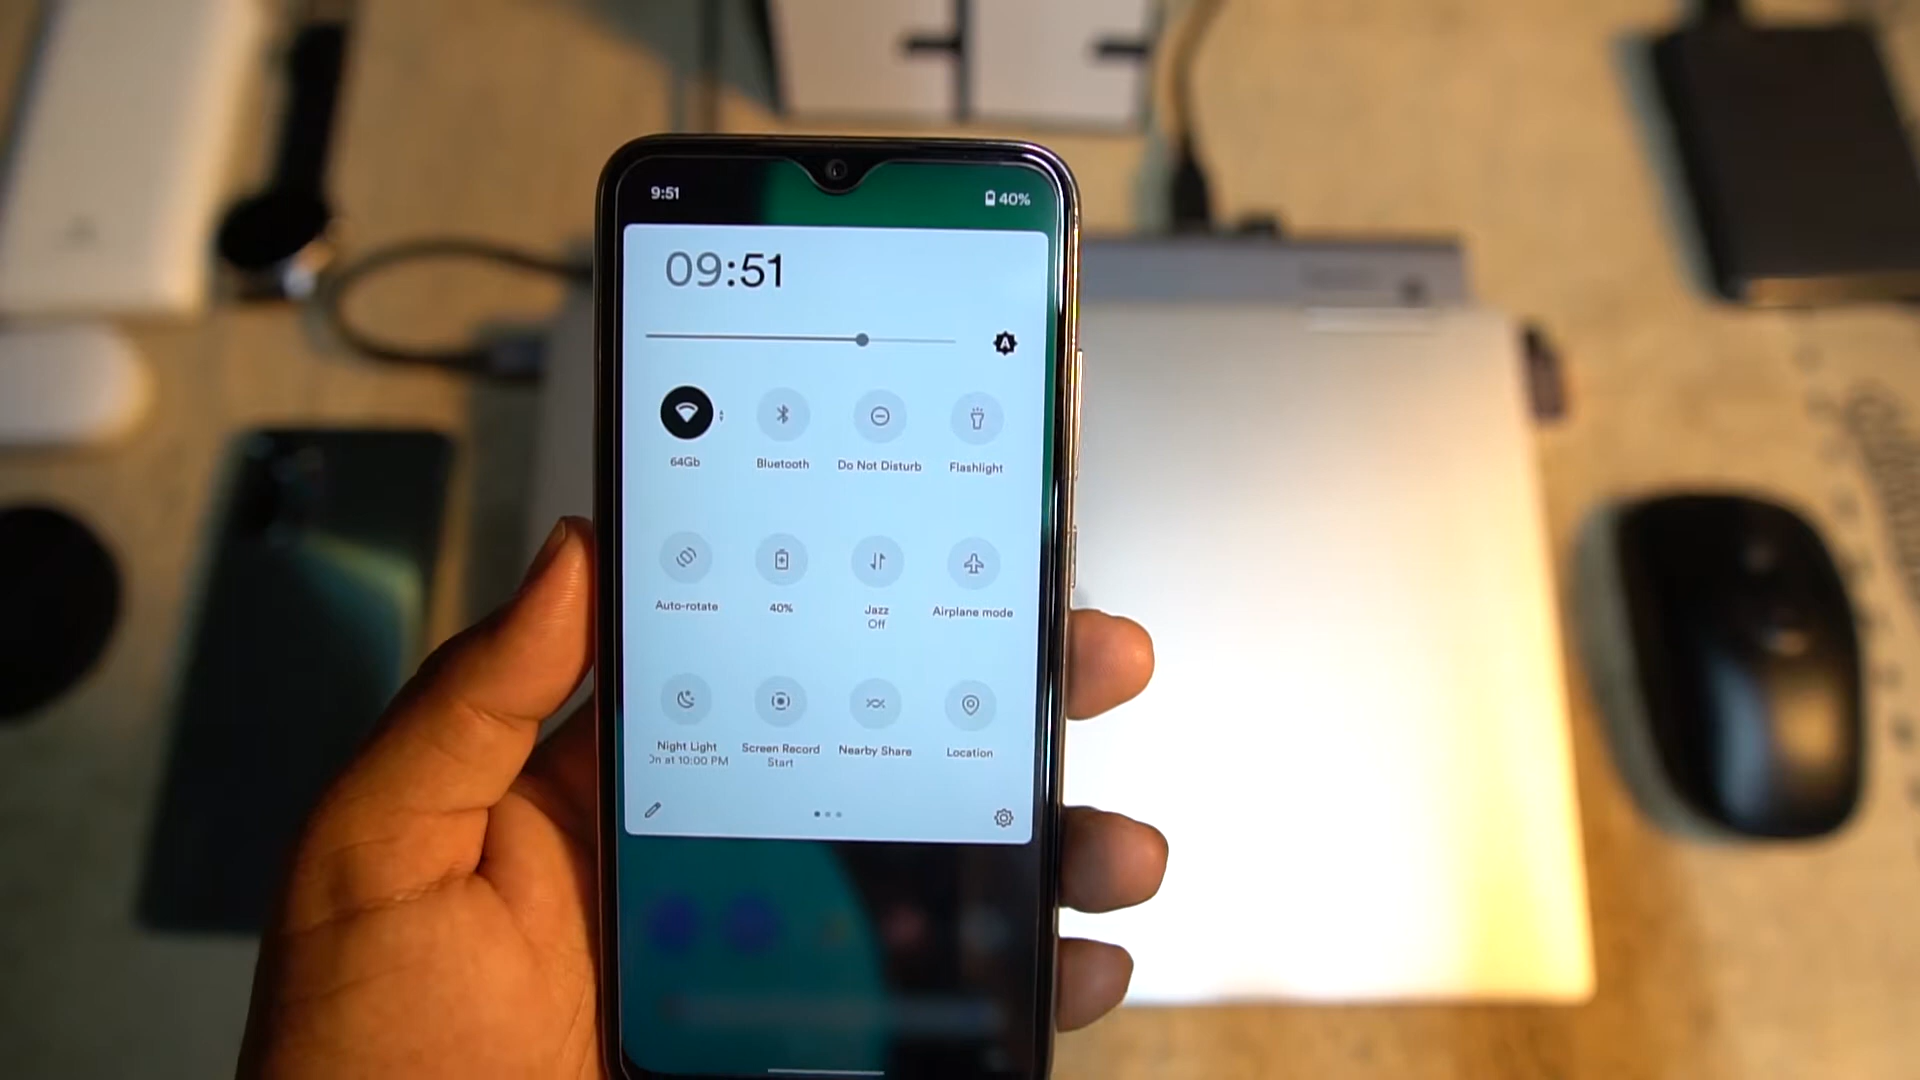 9:51
40%
09:51
A
64Gb
Bluetooth
Do Not Disturb
Flashlight
Auto-rotate
40%
Jazz
Off
Airplane mode
Night Light
On at 10:00 PM
Screen Record
Start
Nearby Share
Location